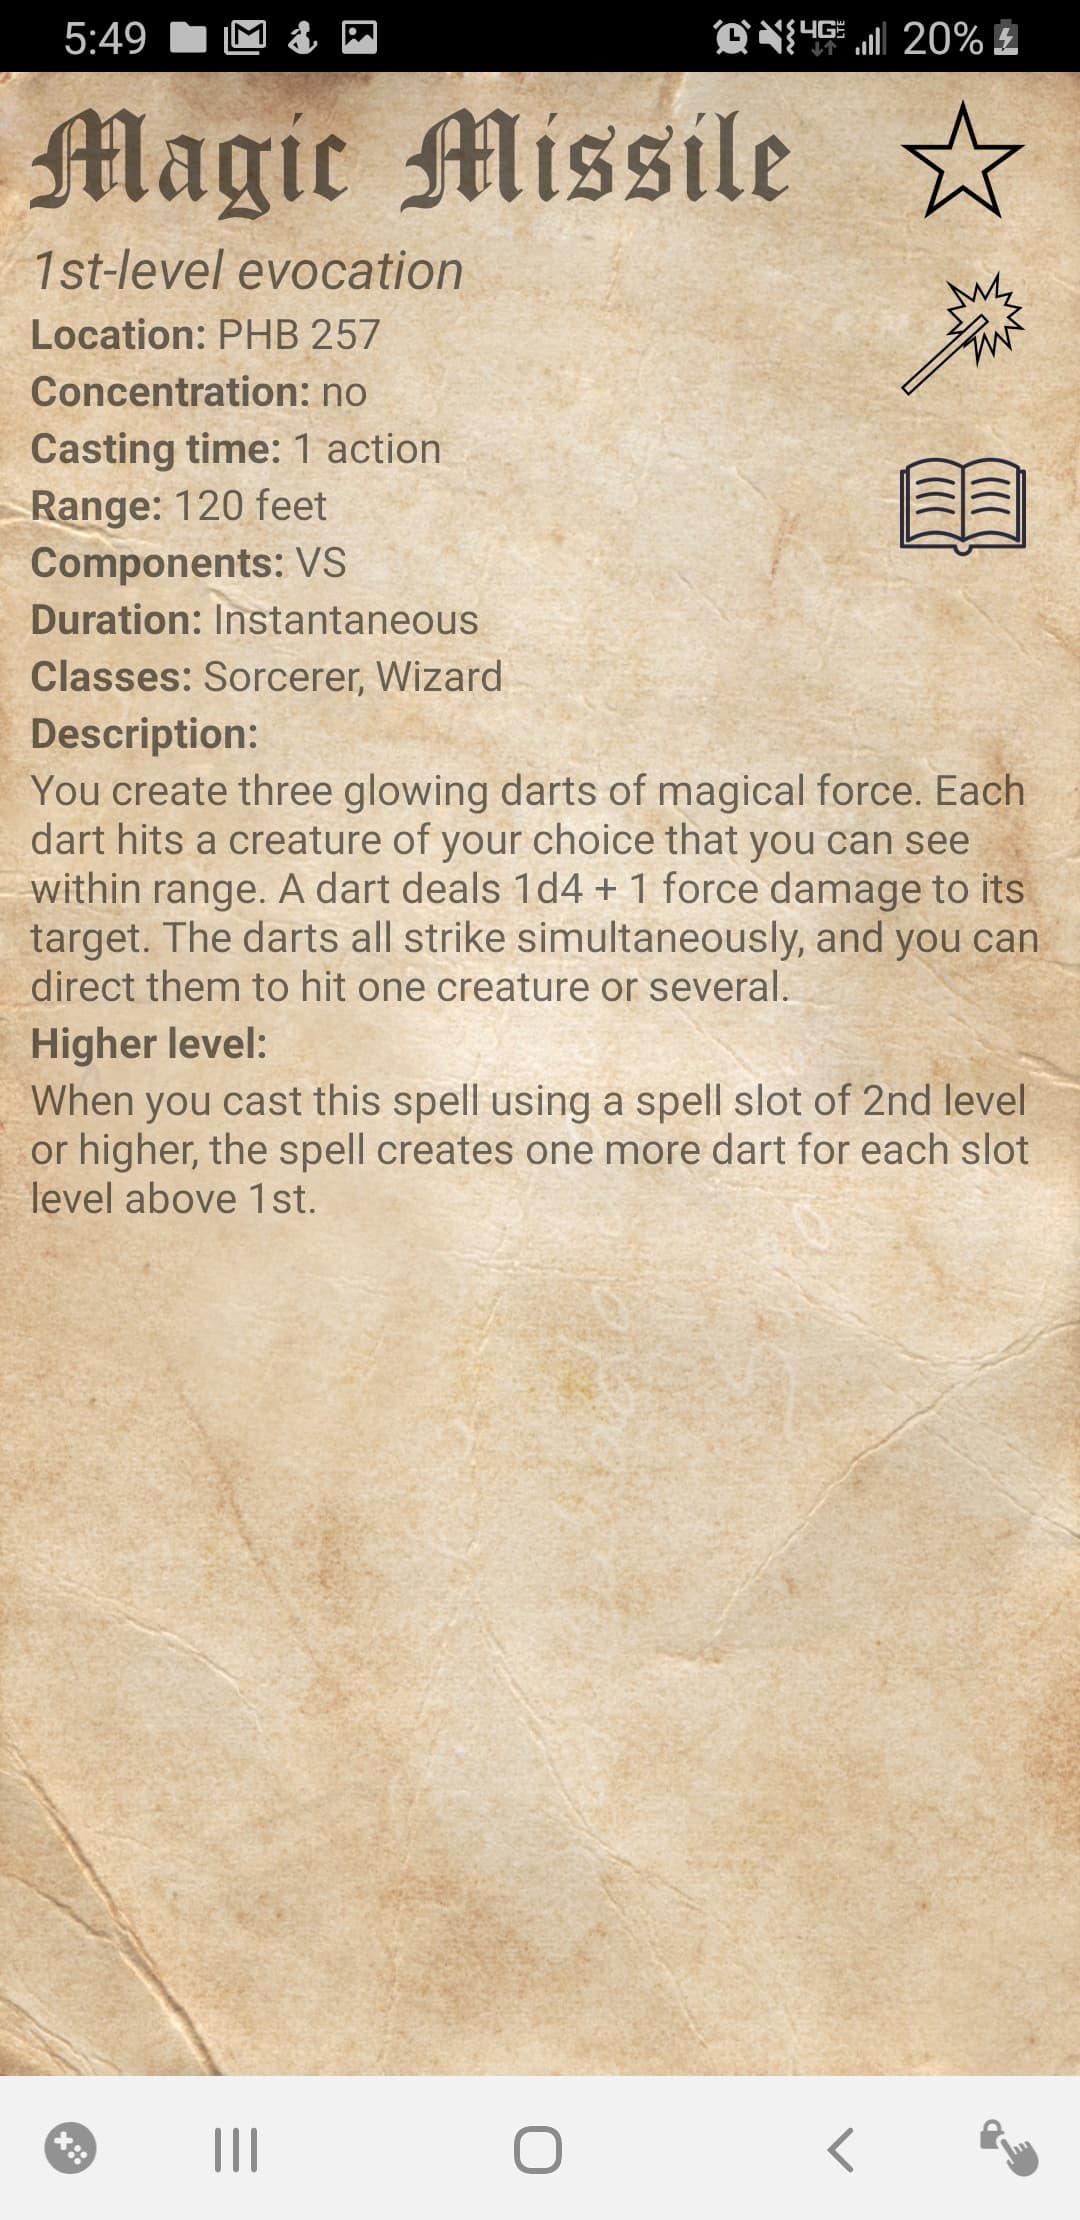 5:49
4G LTE
20%
Magic Missile
1st-level evocation
Location: PHB 257
Concentration: no
Casting time: 1 action
Range: 120 feet
Components: VS
Duration: Instantaneous
Classes: Sorcerer, Wizard
Description:
You create three glowing darts of magical force. Each
dart hits a creature of your choice that you can see
within range. A dart deals 1d4 + 1 force damage to its
target. The darts all strike simultaneously, and you can
direct them to hit one creature or several.
Higher level:
When you cast this spell using a spell slot of 2nd level
or higher, the spell creates one more dart for each slot
level above 1st.